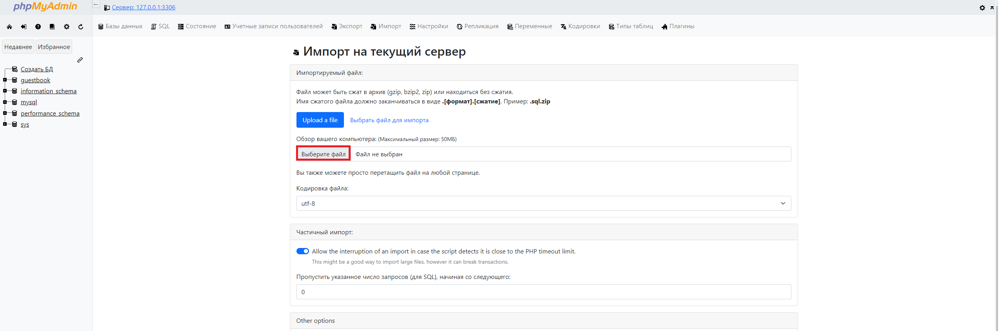 phpMyAdmin
Сервер: 127.0.0.1:3306
Базы данных SQL Состояние Учетные записи пользователей Экспорт Импорт Настройки Репликация Переменные Кодировки Типы таблиц Плагины
Недавнее Избранное
Создать БД
guestbook
information_schema
mysql
performance_schema
sys
Импорт на текущий сервер
Импортируемый файл:
Файл может быть сжат в архив (gzip, bzip2, zip) или находиться без сжатия.
Имя сжатого файла должно заканчиваться в виде .[формат].[сжатие]. Пример: .sql.zip
Upload a file Выбрать файл для импорта
Обзор вашего компьютера: (Максимальный размер: 50МБ)
Выберите файл Файл не выбран
Вы также можете просто перетащить файл на любой странице.
Кодировка файла:
utf-8
Частичный импорт:
Allow the interruption of an import in case the script detects it is close to the PHP timeout limit.
This might be a good way to import large files, however it can break transactions.
Пропустить указанное число запросов (для SQL), начиная со следующего:
0
Other options